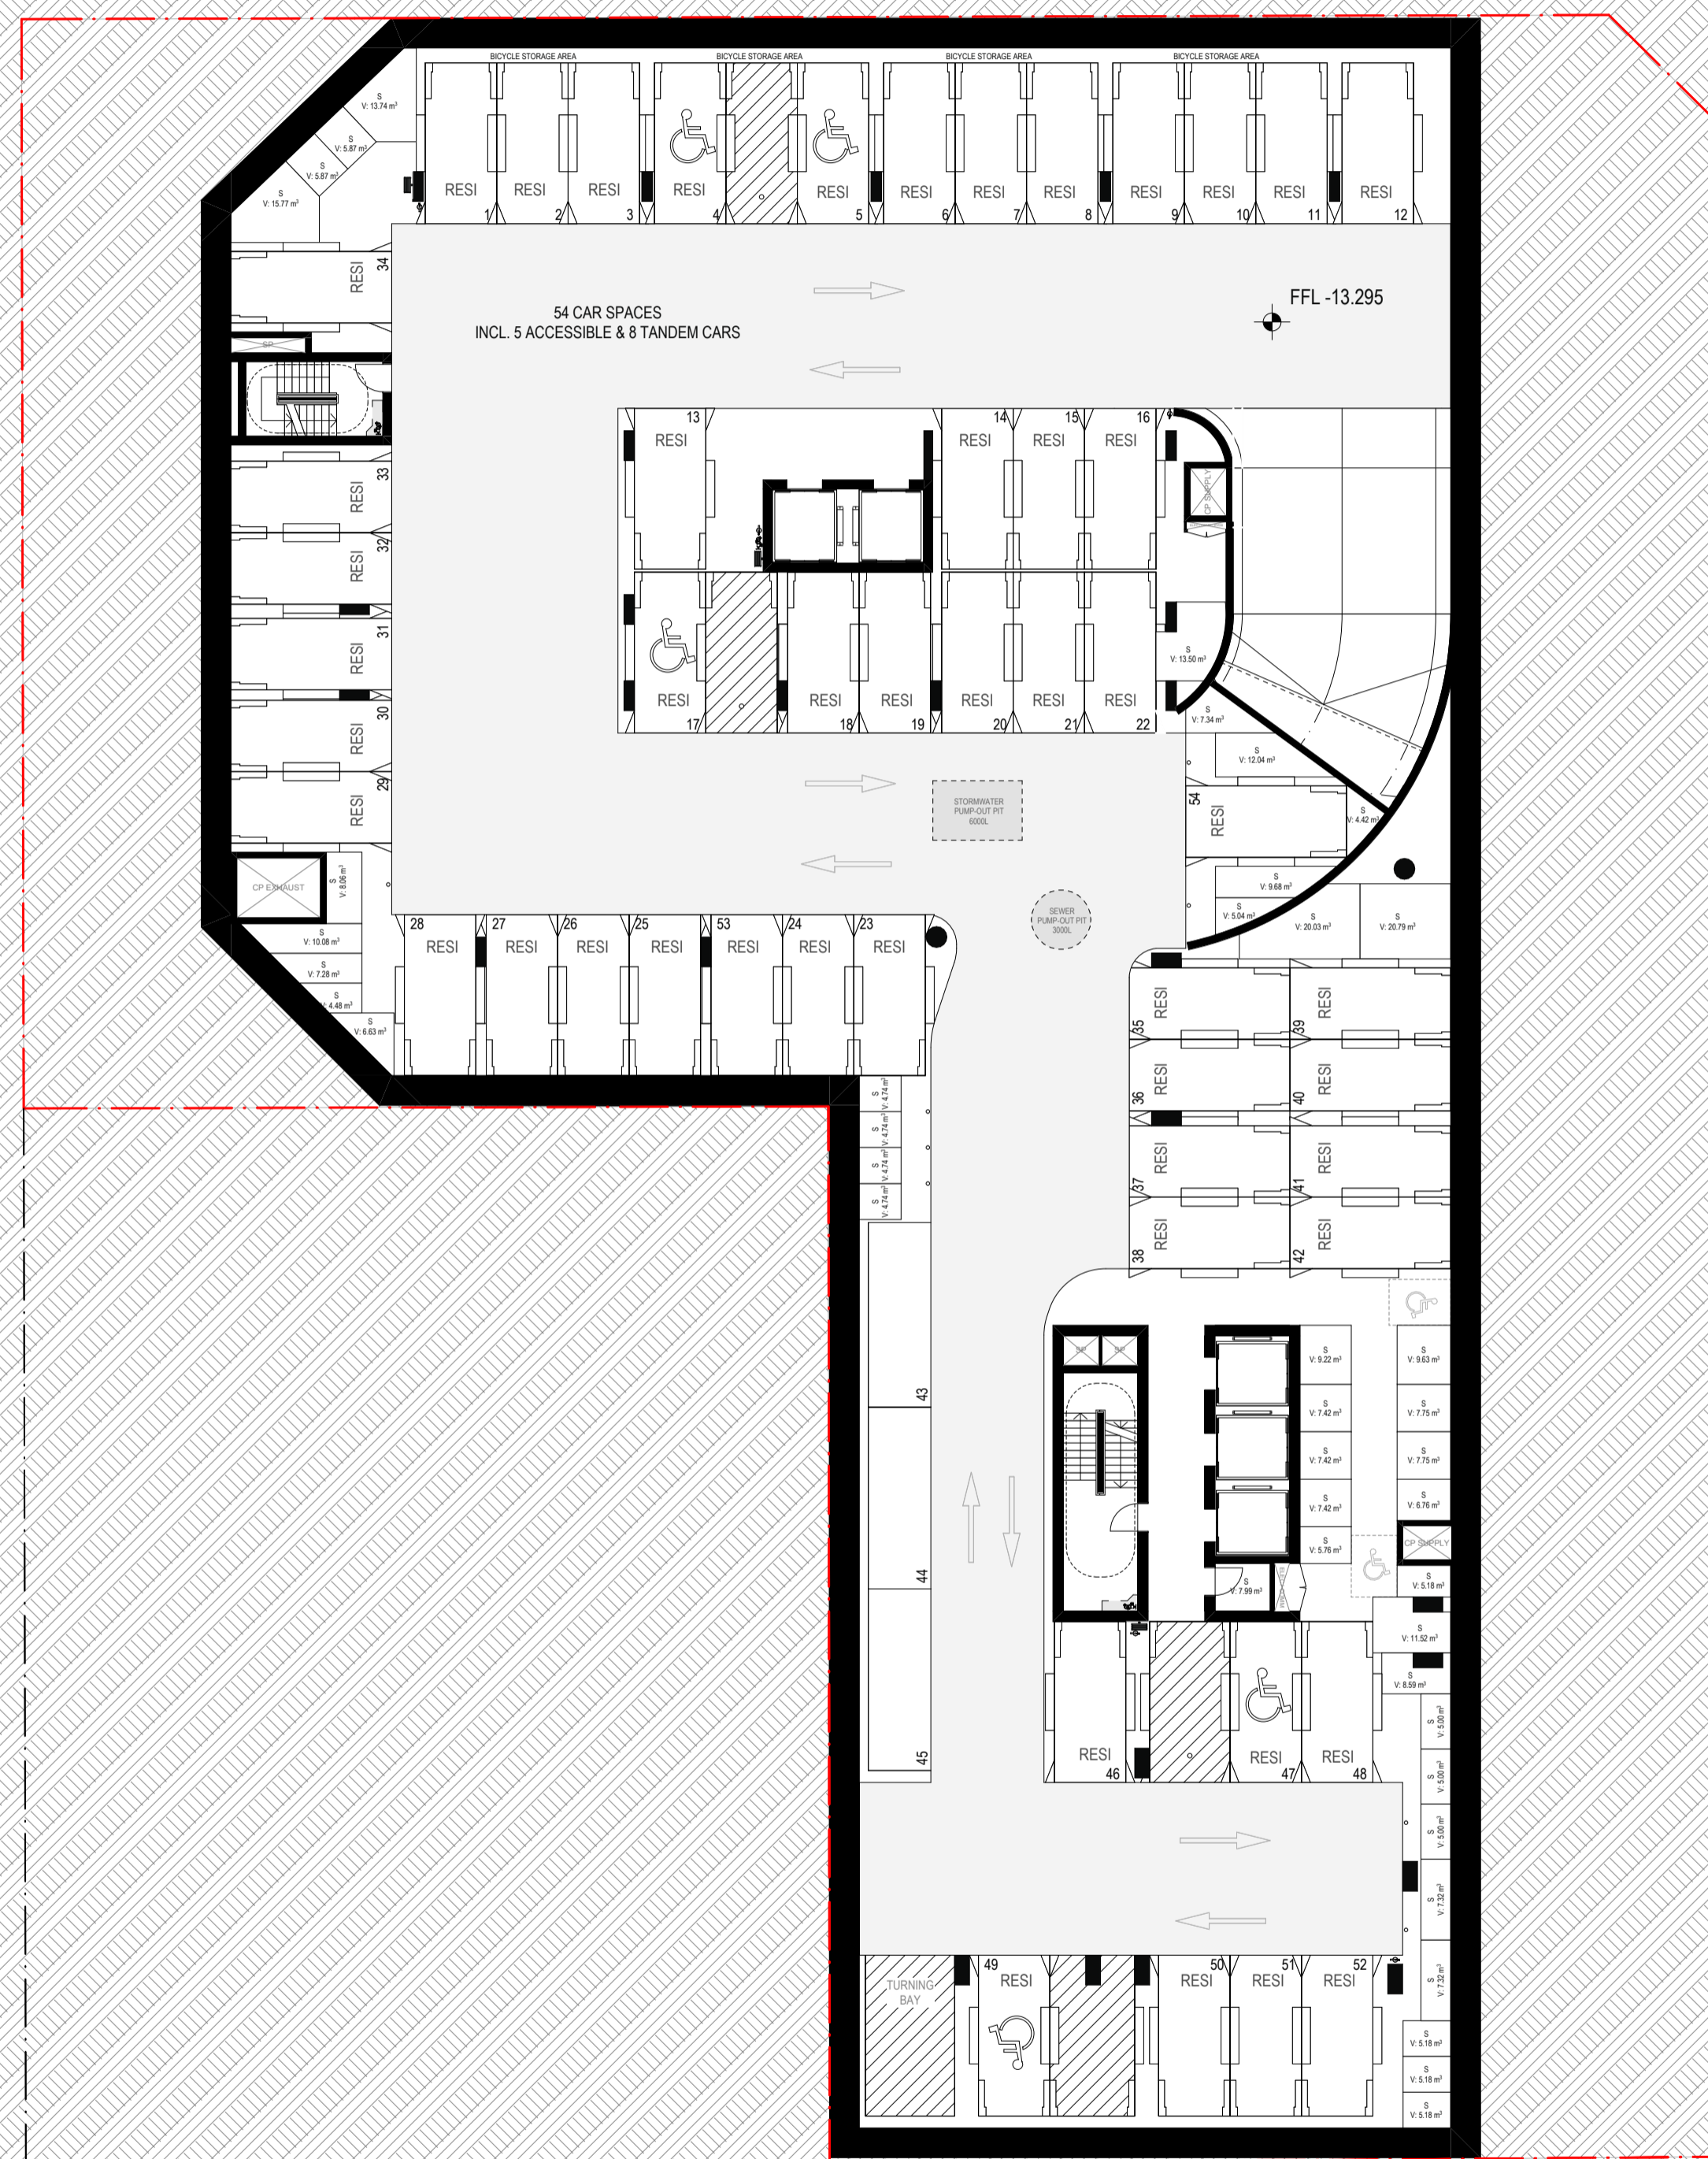 BICYCLE STORAGE AREA
BICYCLE STORAGE AREA
BICYCLE STORAGE AREA
BICYCLE STORAGE AREA
S
V: 13.74 m³
S
V: 5.87 m³
S
V: 5.87 m³
S
V: 15.77 m³
RESI
RESI
RESI
RESI
RESI
RESI
RESI
RESI
RESI
RESI
RESI
RESI
1
2
3
4
5
6
7
8
9
10
11
12
RESI
34
54 CAR SPACES
INCL. 5 ACCESSIBLE & 8 TANDEM CARS
FFL -13.295
SP
13
RESI
14
RESI
15
RESI
16
RESI
CP SUPPLY
33
RESI
32
RESI
31
RESI
30
RESI
29
RESI
RESI
17
RESI
18
RESI
19
RESI
20
RESI
21
RESI
22
S
V: 13.50 m³
S
V: 7.34 m³
S
V: 12.04 m³
54
RESI
S
V: 4.42 m³
S
V: 9.68 m³
S
V: 5.04 m³
S
V: 20.03 m³
S
V: 20.79 m³
STORMWATER
PUMP-OUT PIT
6000L
SEWER
PUMP-OUT PIT
3000L
CP EXHAUST
S
V: 8.06 m³
S
V: 10.08 m³
S
V: 7.28 m³
S
V: 4.48 m³
S
V: 6.63 m³
28
RESI
27
RESI
26
RESI
25
RESI
53
RESI
24
RESI
23
RESI
35
RESI
39
RESI
36
RESI
40
RESI
37
RESI
41
RESI
38
RESI
42
RESI
S
V: 4.74 m³
S
V: 4.74 m³
S
V: 4.74 m³
S
V: 4.74 m³
43
44
45
S
V: 9.22 m³
S
V: 9.63 m³
S
V: 7.42 m³
S
V: 7.75 m³
S
V: 7.42 m³
S
V: 7.75 m³
S
V: 7.42 m³
S
V: 6.76 m³
S
V: 5.76 m³
CP SUPPLY
S
V: 7.99 m³
S
V: 5.18 m³
S
V: 11.52 m³
S
V: 8.59 m³
S
V: 5.00 m³
S
V: 5.00 m³
S
V: 5.00 m³
S
V: 7.32 m³
S
V: 7.32 m³
RESI
46
RESI
47
RESI
48
TURNING
BAY
49
RESI
50
RESI
51
RESI
52
RESI
S
V: 5.18 m³
S
V: 5.18 m³
S
V: 5.18 m³